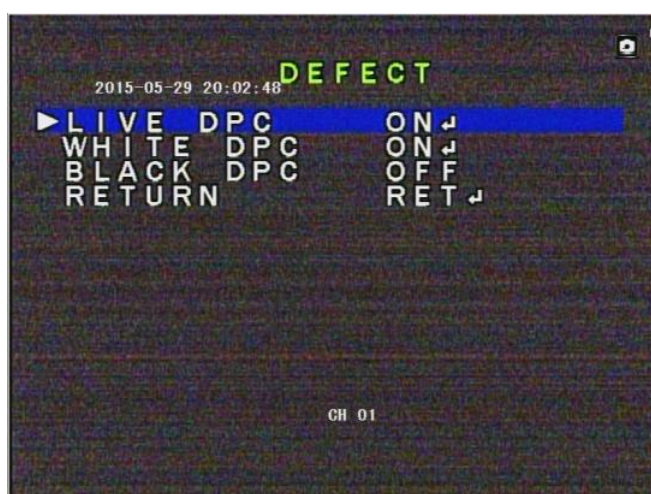 DEFECT
2015-05-29 20:02:48
LIVE DPC ON↲
WHITE DPC ON↲
BLACK DPC OFF
RETURN RET↲
CH 01